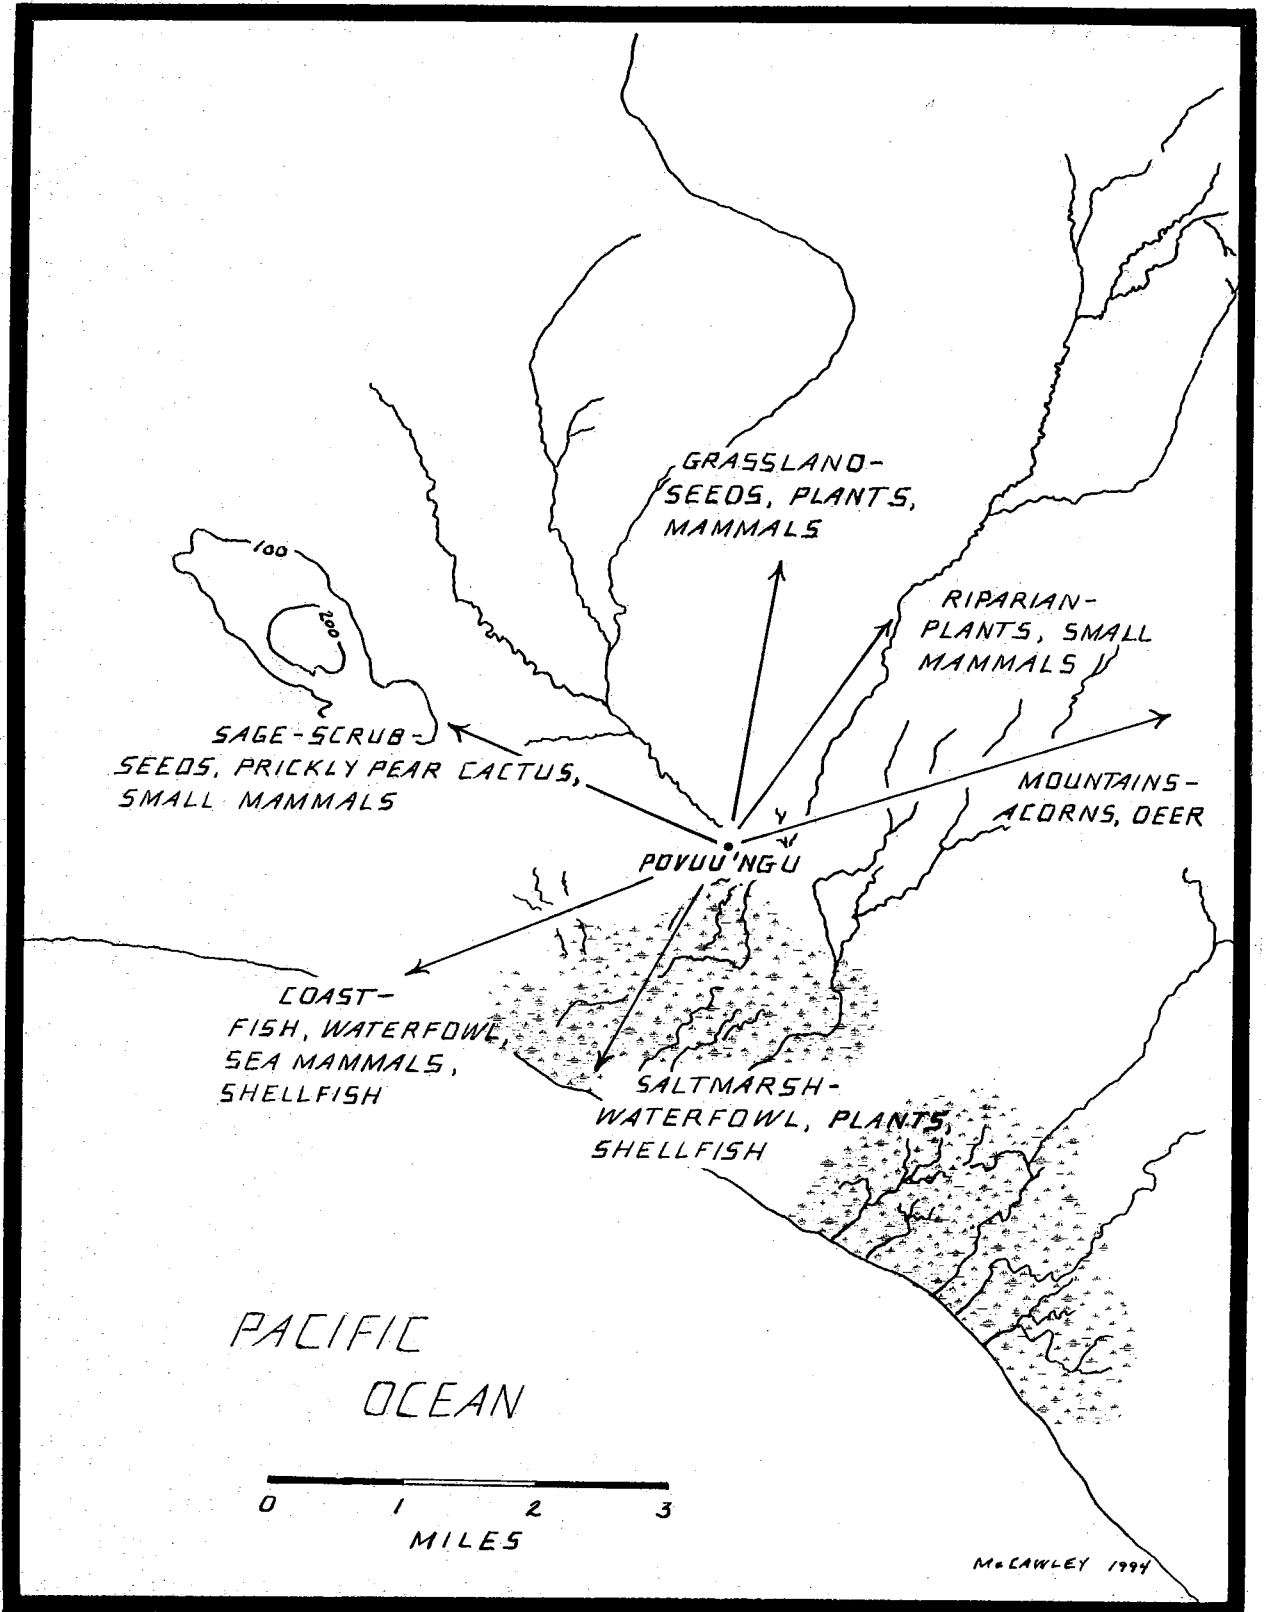 GRASSLAND-
SEEDS, PLANTS,
MAMMALS
100
200
RIPARIAN-
PLANTS, SMALL
MAMMALS
SAGE-SCRUB-
SEEDS, PRICKLY PEAR CACTUS,
SMALL MAMMALS
MOUNTAINS-
ACORNS, DEER
POVUU'NGU
COAST-
FISH, WATERFOWL,
SEA MAMMALS,
SHELLFISH
SALTMARSH-
WATERFOWL, PLANTS,
SHELLFISH
PACIFIC
OCEAN
0 1 2 3
MILES
McCAWLEY 1994